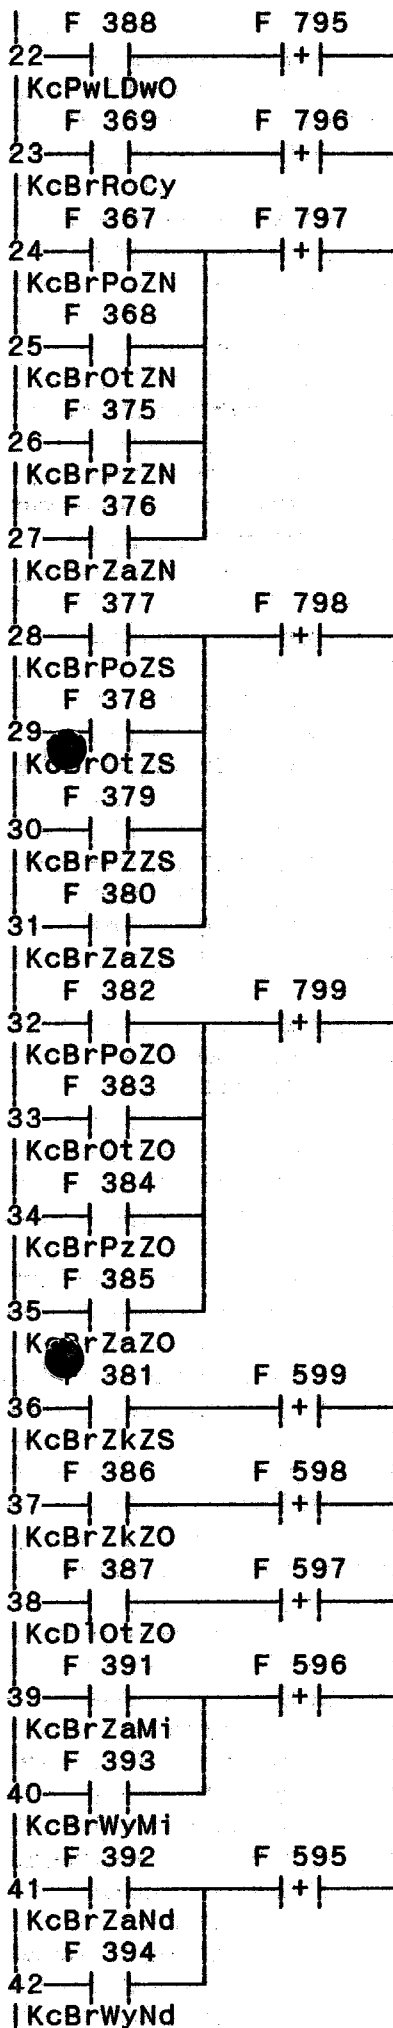 F 388 F 795
22
KcPwLDwO
F 369 F 796
23
KcBrRoCy
F 367 F 797
24
KcBrPoZN
F 368
25
KcBrOtZN
F 375
26
KcBrPzZN
F 376
27
KcBrZaZN
F 377 F 798
28
KcBrPoZS
F 378
29
KcBrOtZS
F 379
30
KcBrPZZS
F 380
31
KcBrZaZS
F 382 F 799
32
KcBrPoZO
F 383
33
KcBrOtZO
F 384
34
KcBrPzZO
F 385
35
KcBrZaZO
F 381 F 599
36
KcBrZkZS
F 386 F 598
37
KcBrZkZO
F 387 F 597
38
KcDlOtZO
F 391 F 596
39
KcBrZaMi
F 393
40
KcBrWyMi
F 392 F 595
41
KcBrZaNd
F 394
42
KcBrWyNd